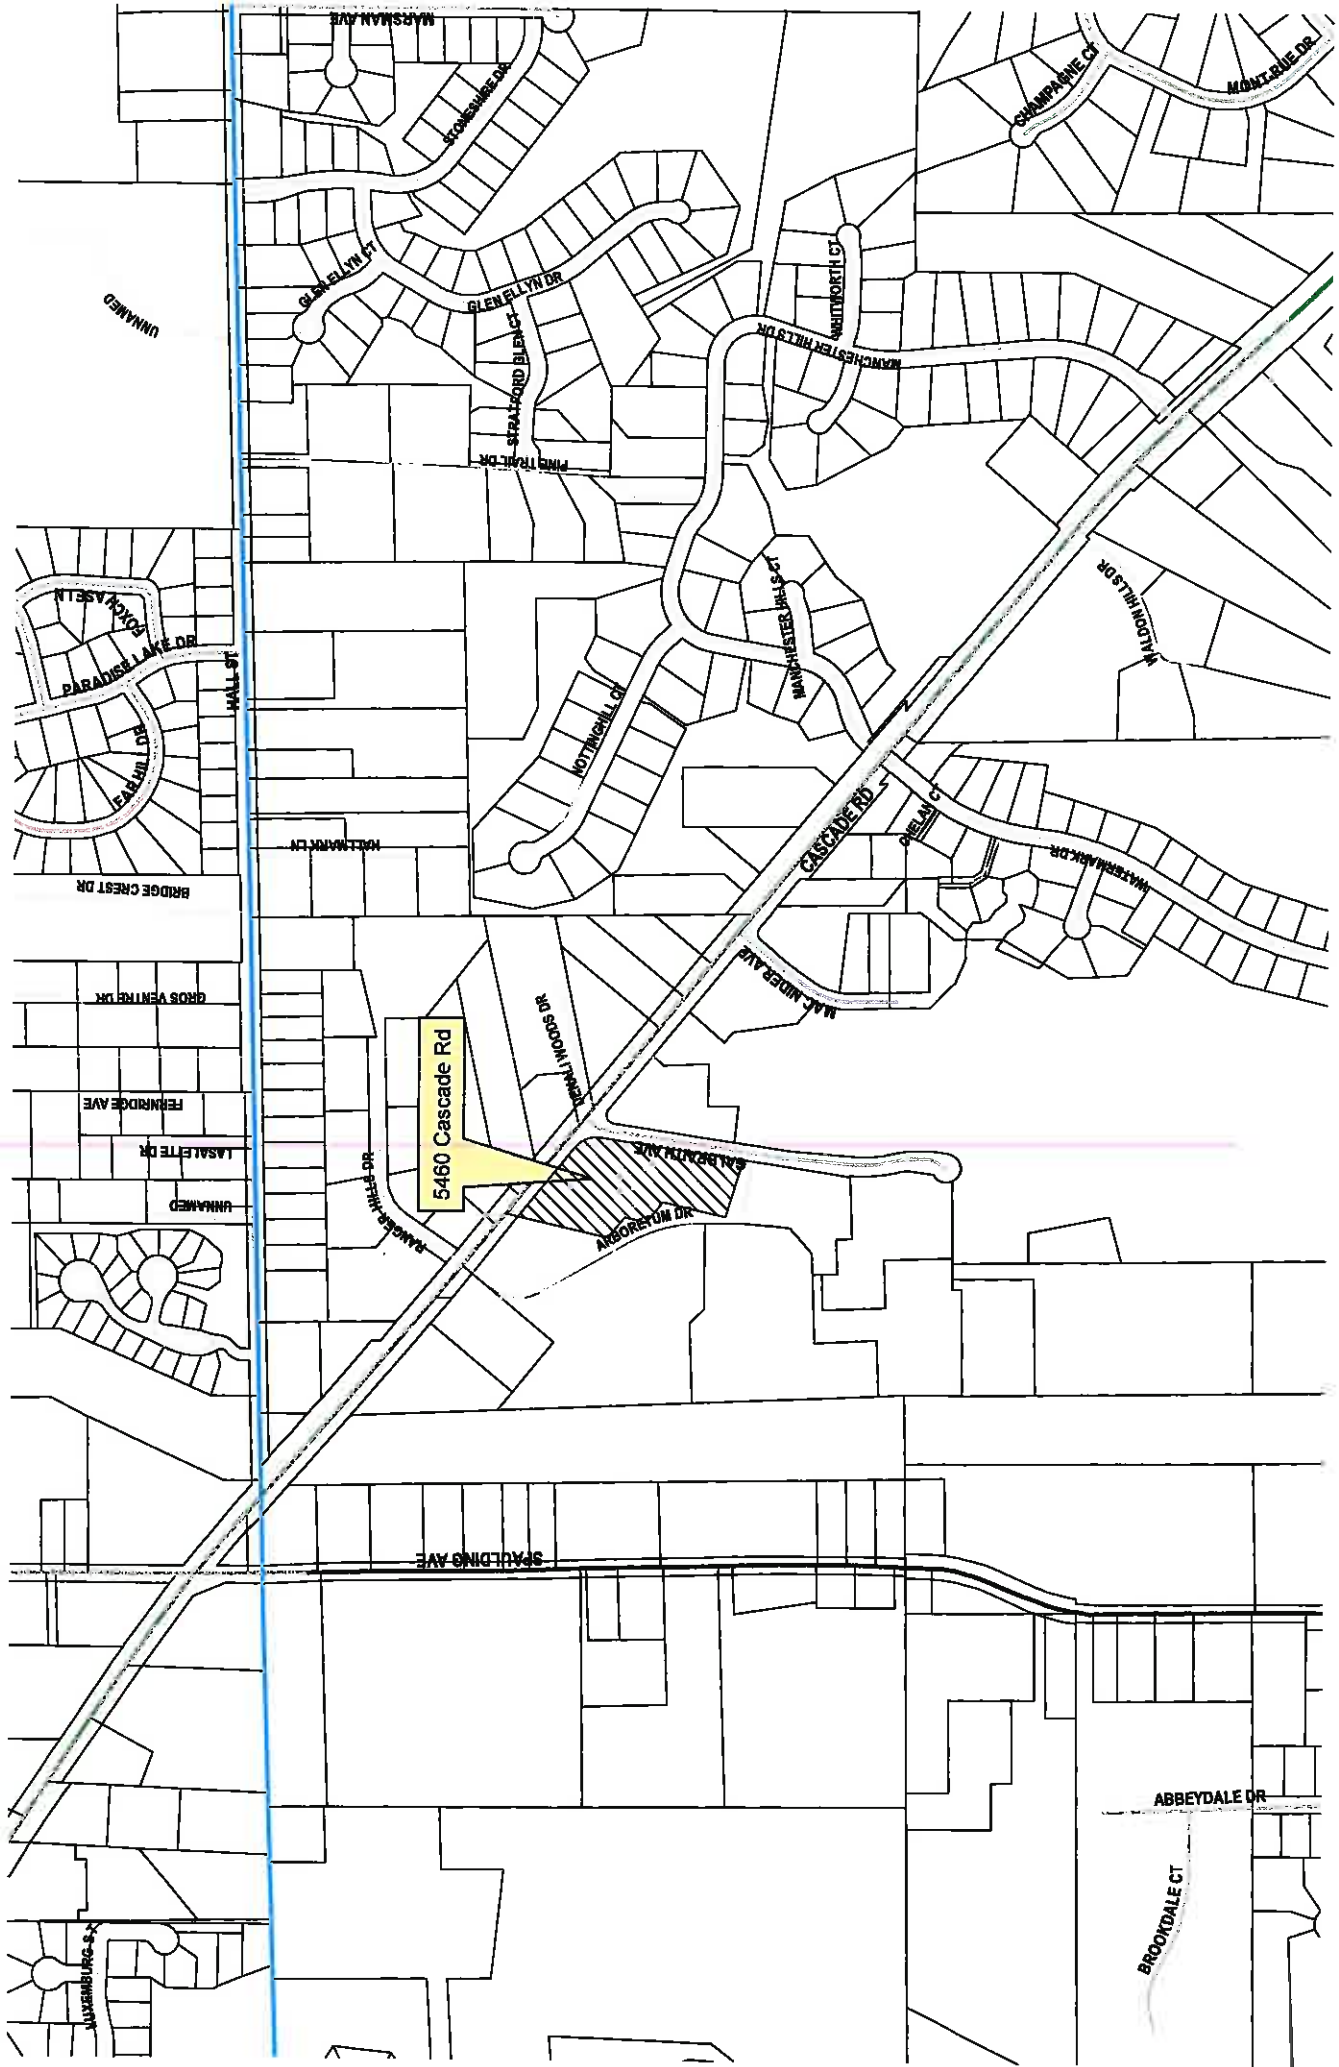 MARSMAN AVE
STONESHIRE DR
CHAMPAGNE CT
MONT RUE DR
UNNAMED
GLEN ELLYN CT
GLEN ELLYN DR
STRATFORD GLEN CT
PINE TRAIL DR
WHITWORTH CT
MANCHESTER HILLS DR
FOXCHASE LN
PARADISE LAKE DR
HALL ST
FARHILL DR
MANCHESTER HILLS CT
WALDON HILLS DR
NOTTINGHILL CT
CASCADE RD
CHELAN CT
WATERMARK DR
HALLMARK LN
BRIDGE CREST DR
GROS VENTRE DR
MAC NIDER AVE
DENALI WOODS DR
5460 Cascade Rd
FERNRIDGE AVE
LASALETTE DR
UNNAMED
RANGER HILLS DR
GALBRAITH AVE
ARBORETUM DR
SPAULDING AVE
ABBEYDALE DR
BROOKDALE CT
LUXEMBURG ST